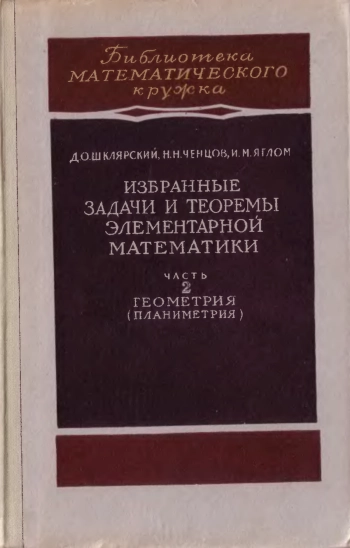 Библиотека
МАТЕМАТИЧЕСКОГО
кружка
Д.О.ШКЛЯРСКИЙ, Н.Н.ЧЕНЦОВ, И.М.ЯГЛОМ
ИЗБРАННЫЕ
ЗАДАЧИ И ТЕОРЕМЫ
ЭЛЕМЕНТАРНОЙ
МАТЕМАТИКИ
ЧАСТЬ
2
ГЕОМЕТРИЯ
(ПЛАНИМЕТРИЯ)